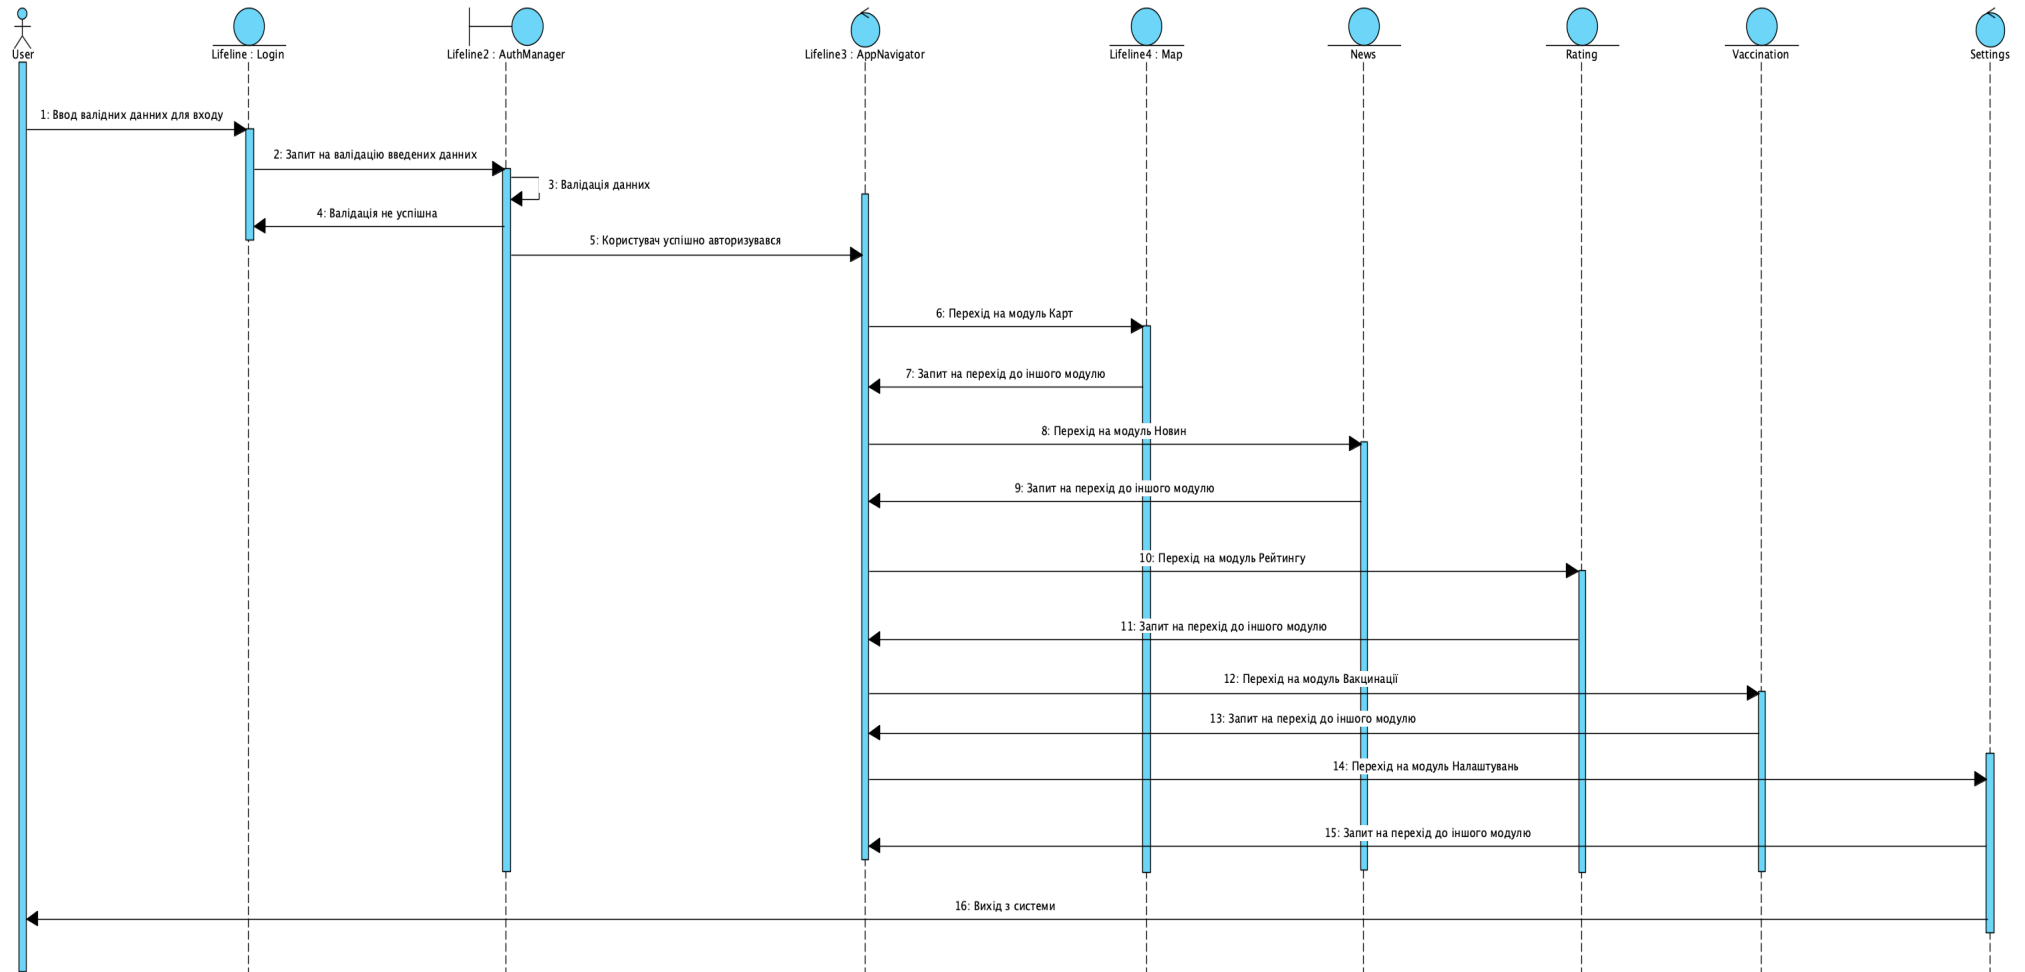 User
Lifeline : Login
Lifeline2 : AuthManager
Lifeline3 : AppNavigator
Lifeline4 : Map
News
Rating
Vaccination
Settings
1: Ввод валідних данних для входу
2: Запит на валідацію введених данних
3: Валідація данних
4: Валідація не успішна
5: Користувач успішно авторизувався
6: Перехід на модуль Карт
7: Запит на перехід до іншого модулю
8: Перехід на модуль Новин
9: Запит на перехід до іншого модулю
10: Перехід на модуль Рейтингу
11: Запит на перехід до іншого модулю
12: Перехід на модуль Вакцинації
13: Запит на перехід до іншого модулю
14: Перехід на модуль Налаштувань
15: Запит на перехід до іншого модулю
16: Вихід з системи